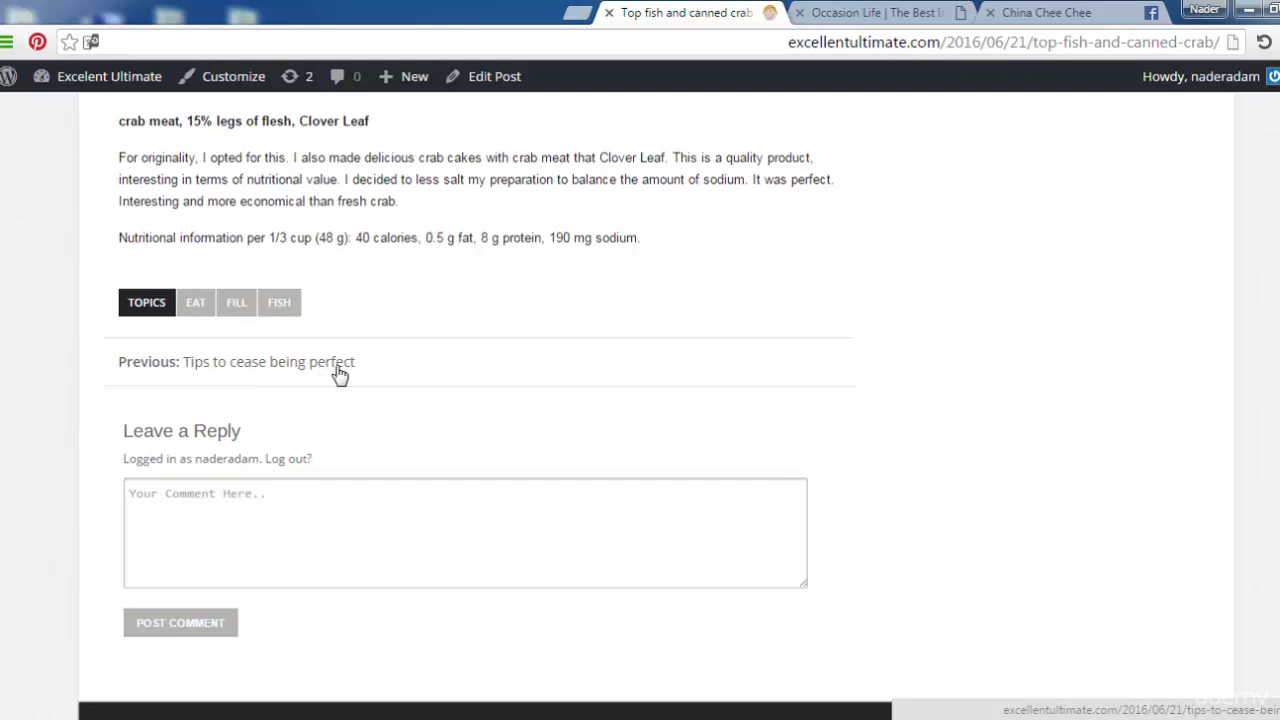 Top fish and canned crab
Occasion Life | The Best I
China Chee Chee
Nader
excellentultimate.com/2016/06/21/top-fish-and-canned-crab/
Excelent Ultimate
Customize
2
0
New
Edit Post
Howdy, naderadam
crab meat, 15% legs of flesh, Clover Leaf
For originality, I opted for this. I also made delicious crab cakes with crab meat that Clover Leaf. This is a quality product,
interesting in terms of nutritional value. I decided to less salt my preparation to balance the amount of sodium. It was perfect.
Interesting and more economical than fresh crab.
Nutritional information per 1/3 cup (48 g): 40 calories, 0.5 g fat, 8 g protein, 190 mg sodium.
TOPICS EAT FILL FISH
Previous: Tips to cease being perfect
Leave a Reply
Logged in as naderadam. Log out?
Your Comment Here..
POST COMMENT
udemy
excellentultimate.com/2016/06/21/tips-to-cease-bein